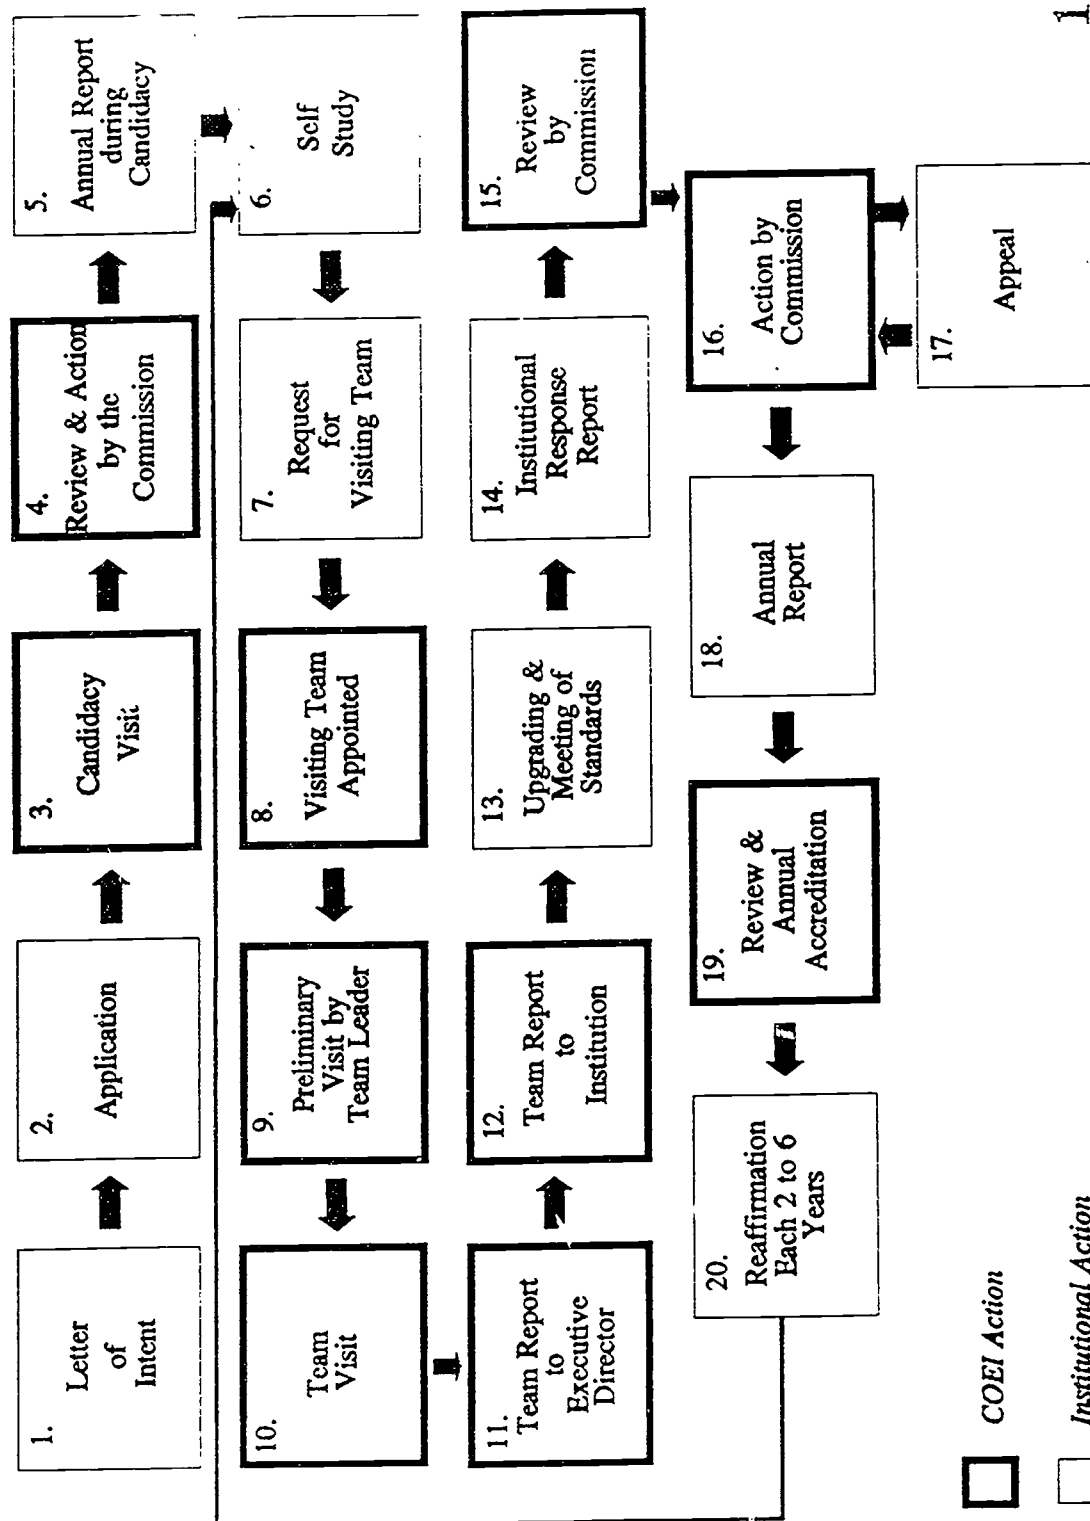 1.
Letter
of
Intent
2.
Application
3.
Candidacy
Visit
4.
Review & Action
by the
Commission
5.
Annual Report
during
Candidacy
6.
Self
Study
7.
Request
for
Visiting Team
8.
Visiting Team
Appointed
9.
Preliminary
Visit by
Team Leader
10.
Team
Visit
11.
Team Report
to
Executive
Director
12.
Team Report
to
Institution
13.
Upgrading &
Meeting of
Standards
14.
Institutional
Response
Report
15.
Review
by
Commission
16.
Action by
Commission
17.
Appeal
18.
Annual
Report
19.
Review &
Annual
Accreditation
20.
Reaffirmation
Each 2 to 6
Years
COEI Action
Institutional Action